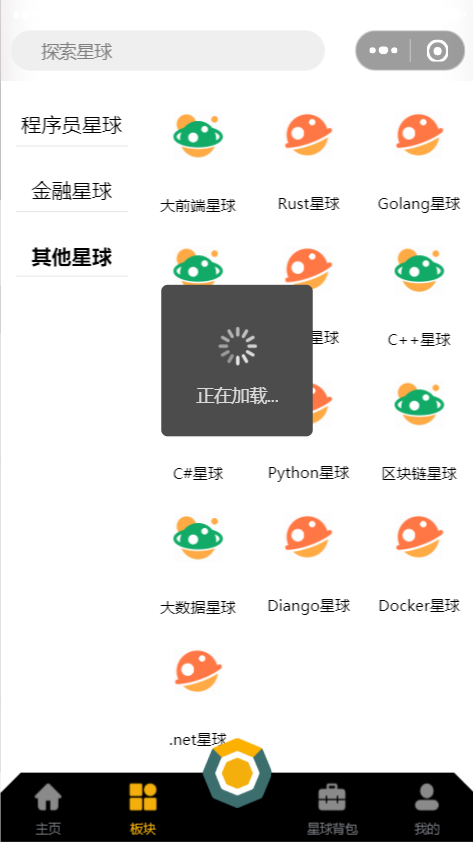 探索星球
程序员星球
金融星球
其他星球
大前端星球
Rust星球
Golang星球
星球
C++星球
正在加载...
C#星球
Python星球
区块链星球
大数据星球
Diango星球
Docker星球
.net星球
主页
板块
星球背包
我的